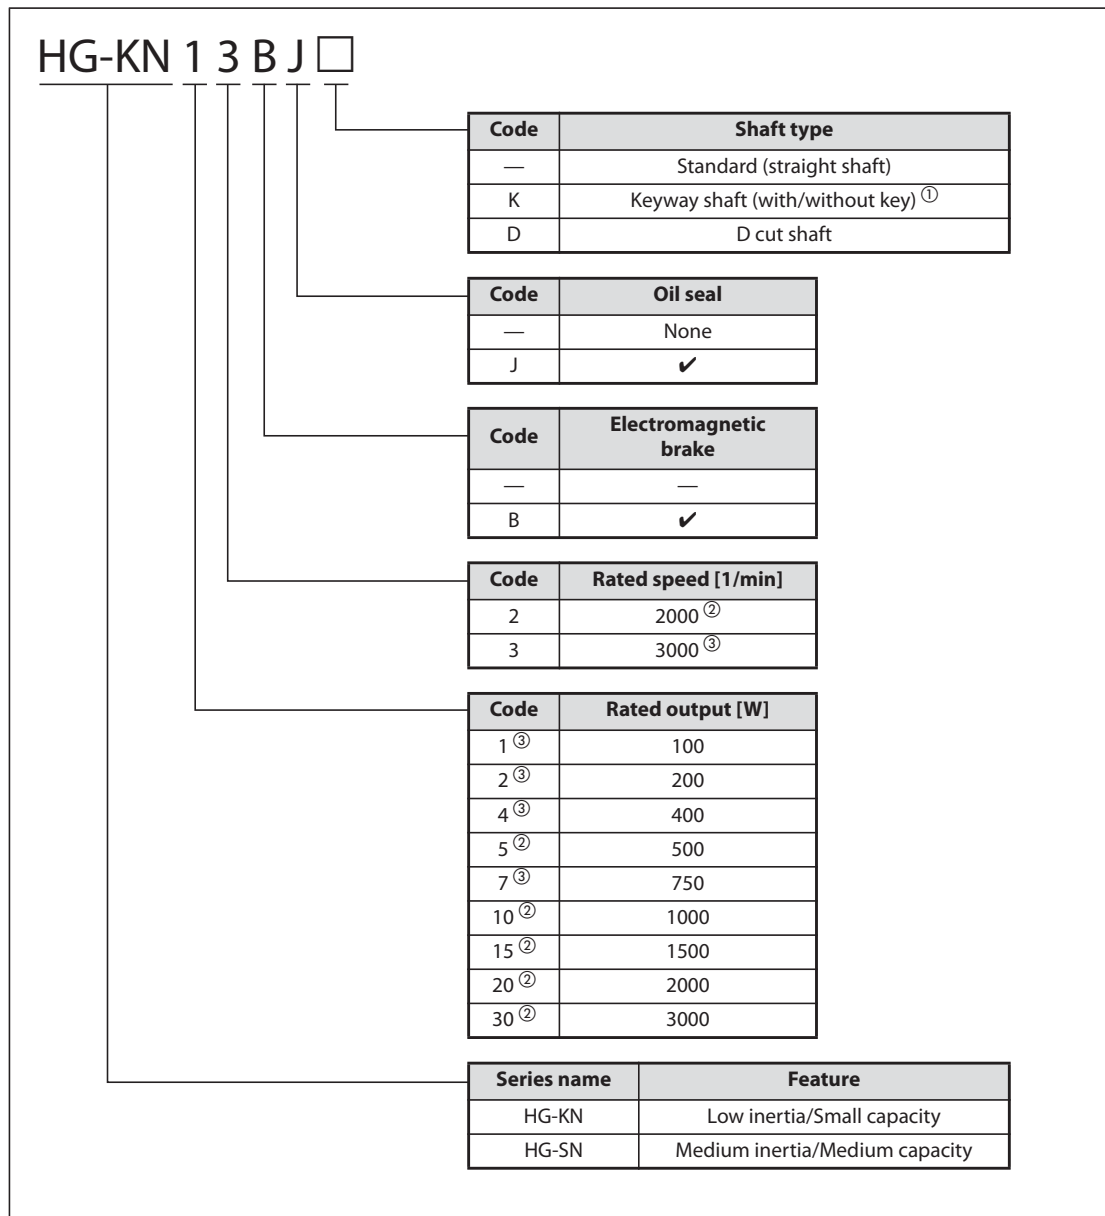 HG-KN 1 3 B J □
Code Shaft type
— Standard (straight shaft)
K Keyway shaft (with/without key) ①
D D cut shaft
Code Oil seal
— None
J ✔
Code Electromagnetic
brake
— —
B ✔
Code Rated speed [1/min]
2 2000 ②
3 3000 ③
Code Rated output [W]
1 ③ 100
2 ③ 200
4 ③ 400
5 ② 500
7 ③ 750
10 ② 1000
15 ② 1500
20 ② 2000
30 ② 3000
Series name Feature
HG-KN Low inertia/Small capacity
HG-SN Medium inertia/Medium capacity